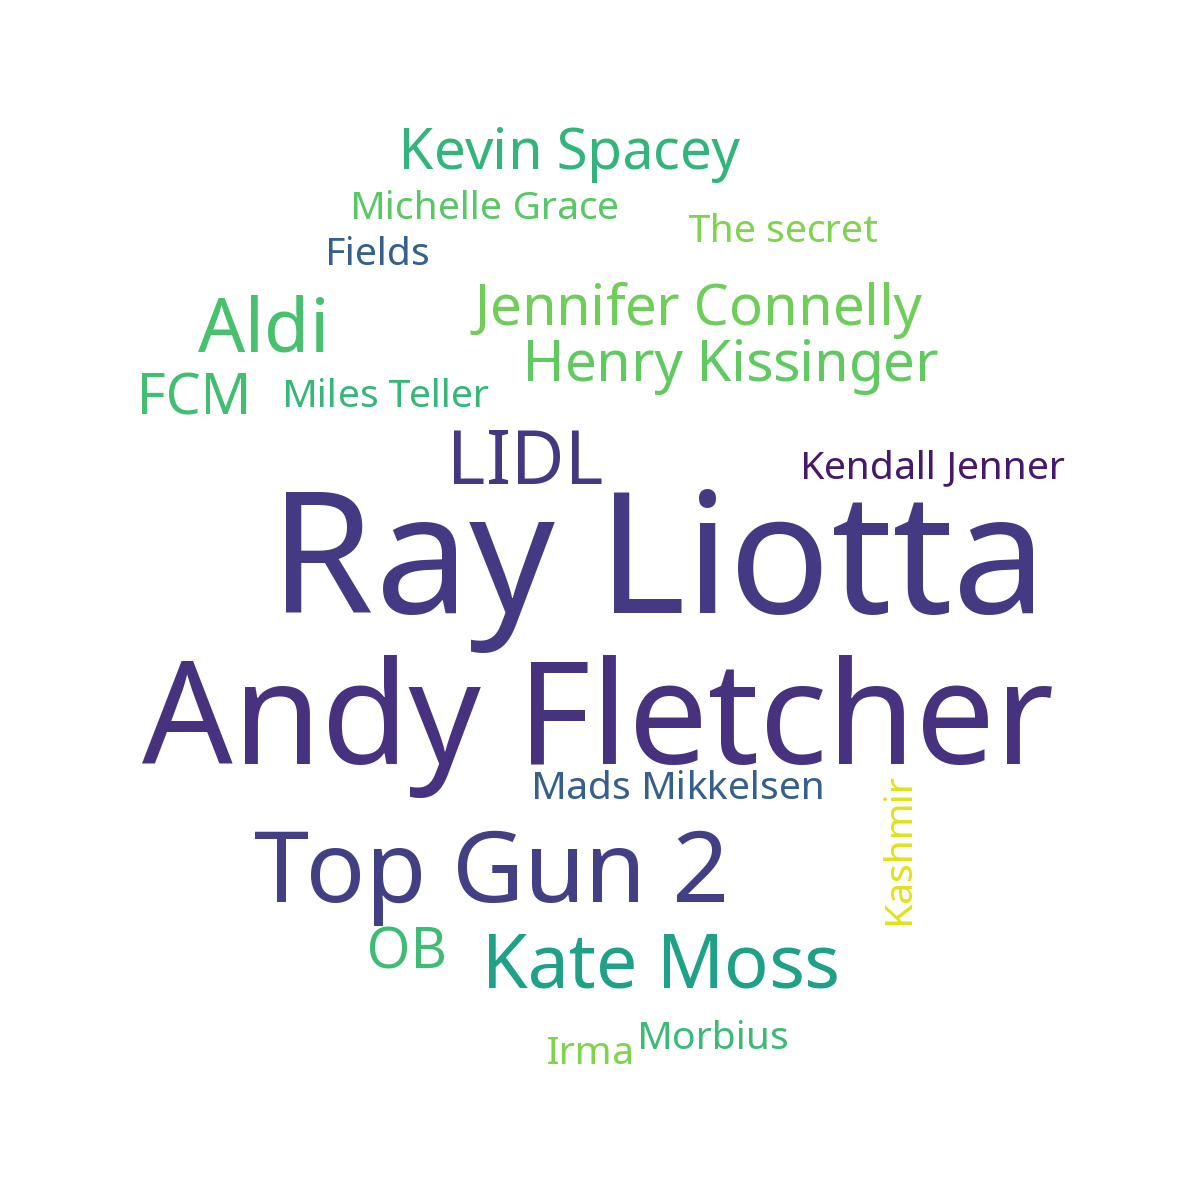 Kevin Spacey
Michelle Grace
The secret
Fields
Jennifer Connelly
Aldi
Henry Kissinger
FCM
Miles Teller
LIDL
Kendall Jenner
Ray Liotta
Andy Fletcher
Mads Mikkelsen
Kashmir
Top Gun 2
OB
Kate Moss
Morbius
Irma